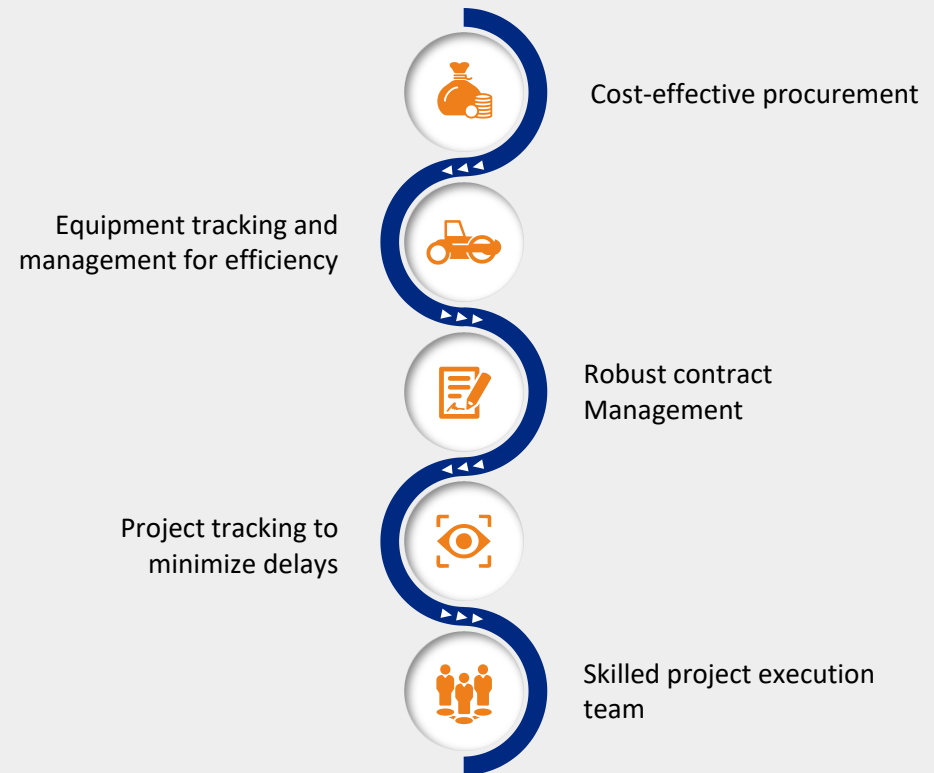 Cost-effective procurement
Equipment tracking and
management for efficiency
Robust contract
Management
Project tracking to
minimize delays
Skilled project execution
team